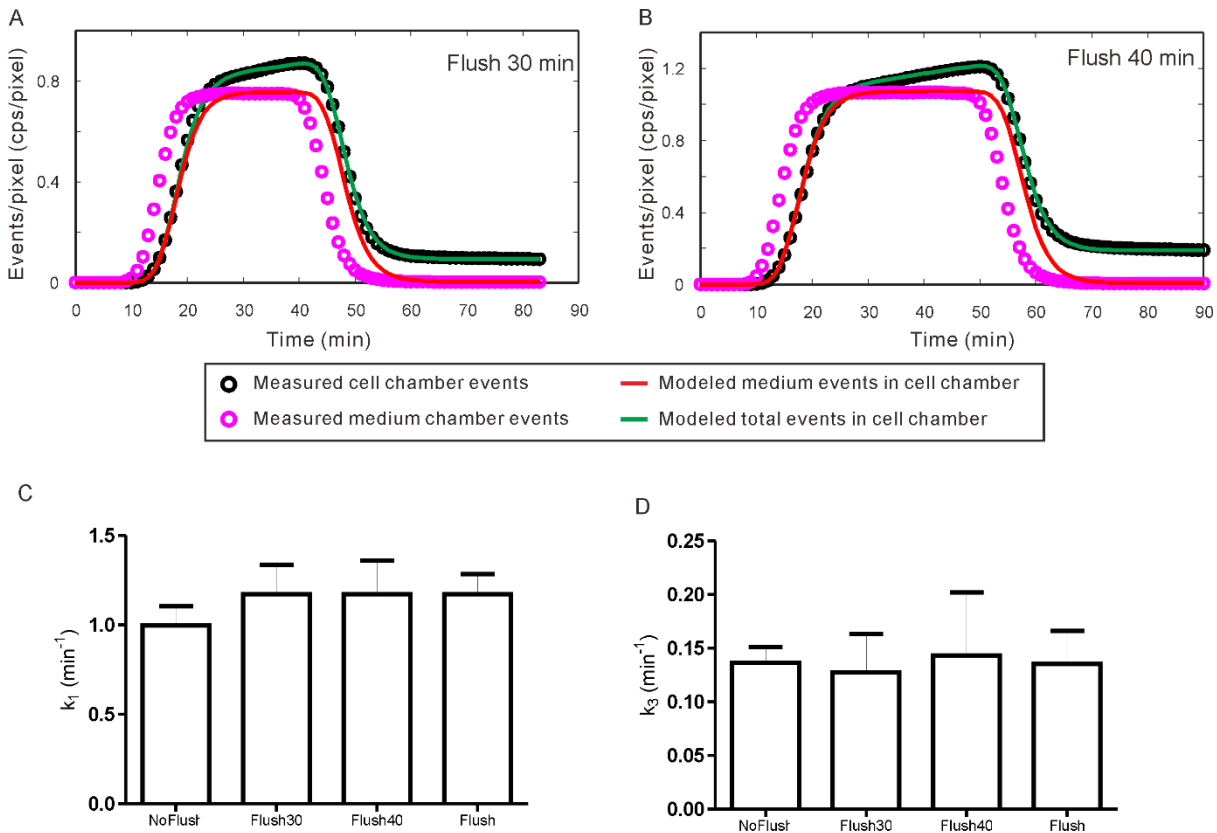 A
Flush 30 min
Events/pixel (cps/pixel)
0.8
0.4
0
0 10 20 30 40 50 60 70 80 90
Time (min)
B
Flush 40 min
Events/pixel (cps/pixel)
1.2
0.8
0.4
0
0 10 20 30 40 50 60 70 80 90
Time (min)
Measured cell chamber events
Modeled medium events in cell chamber
Measured medium chamber events
Modeled total events in cell chamber
C
k1 (min-1)
1.5
1.0
0.5
0.0
NoFlush Flush30 Flush40 Flush
D
k3 (min-1)
0.25
0.20
0.15
0.10
0.05
0.00
NoFlush Flush30 Flush40 Flush